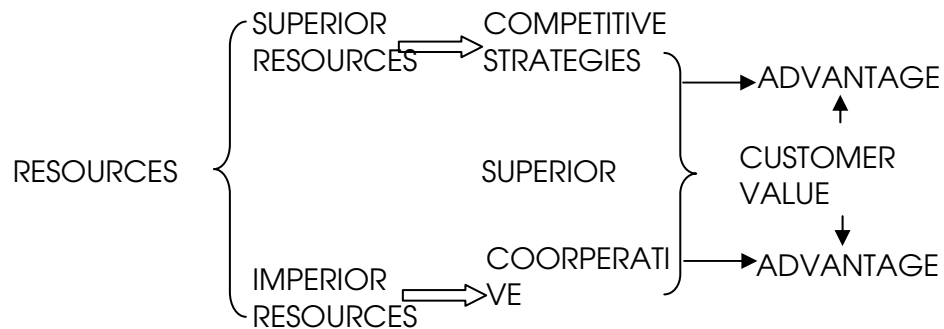 SUPERIOR
RESOURCES
COMPETITIVE
STRATEGIES
ADVANTAGE
RESOURCES
SUPERIOR
CUSTOMER
VALUE
IMPERIOR
RESOURCES
COORPERATI
VE
ADVANTAGE